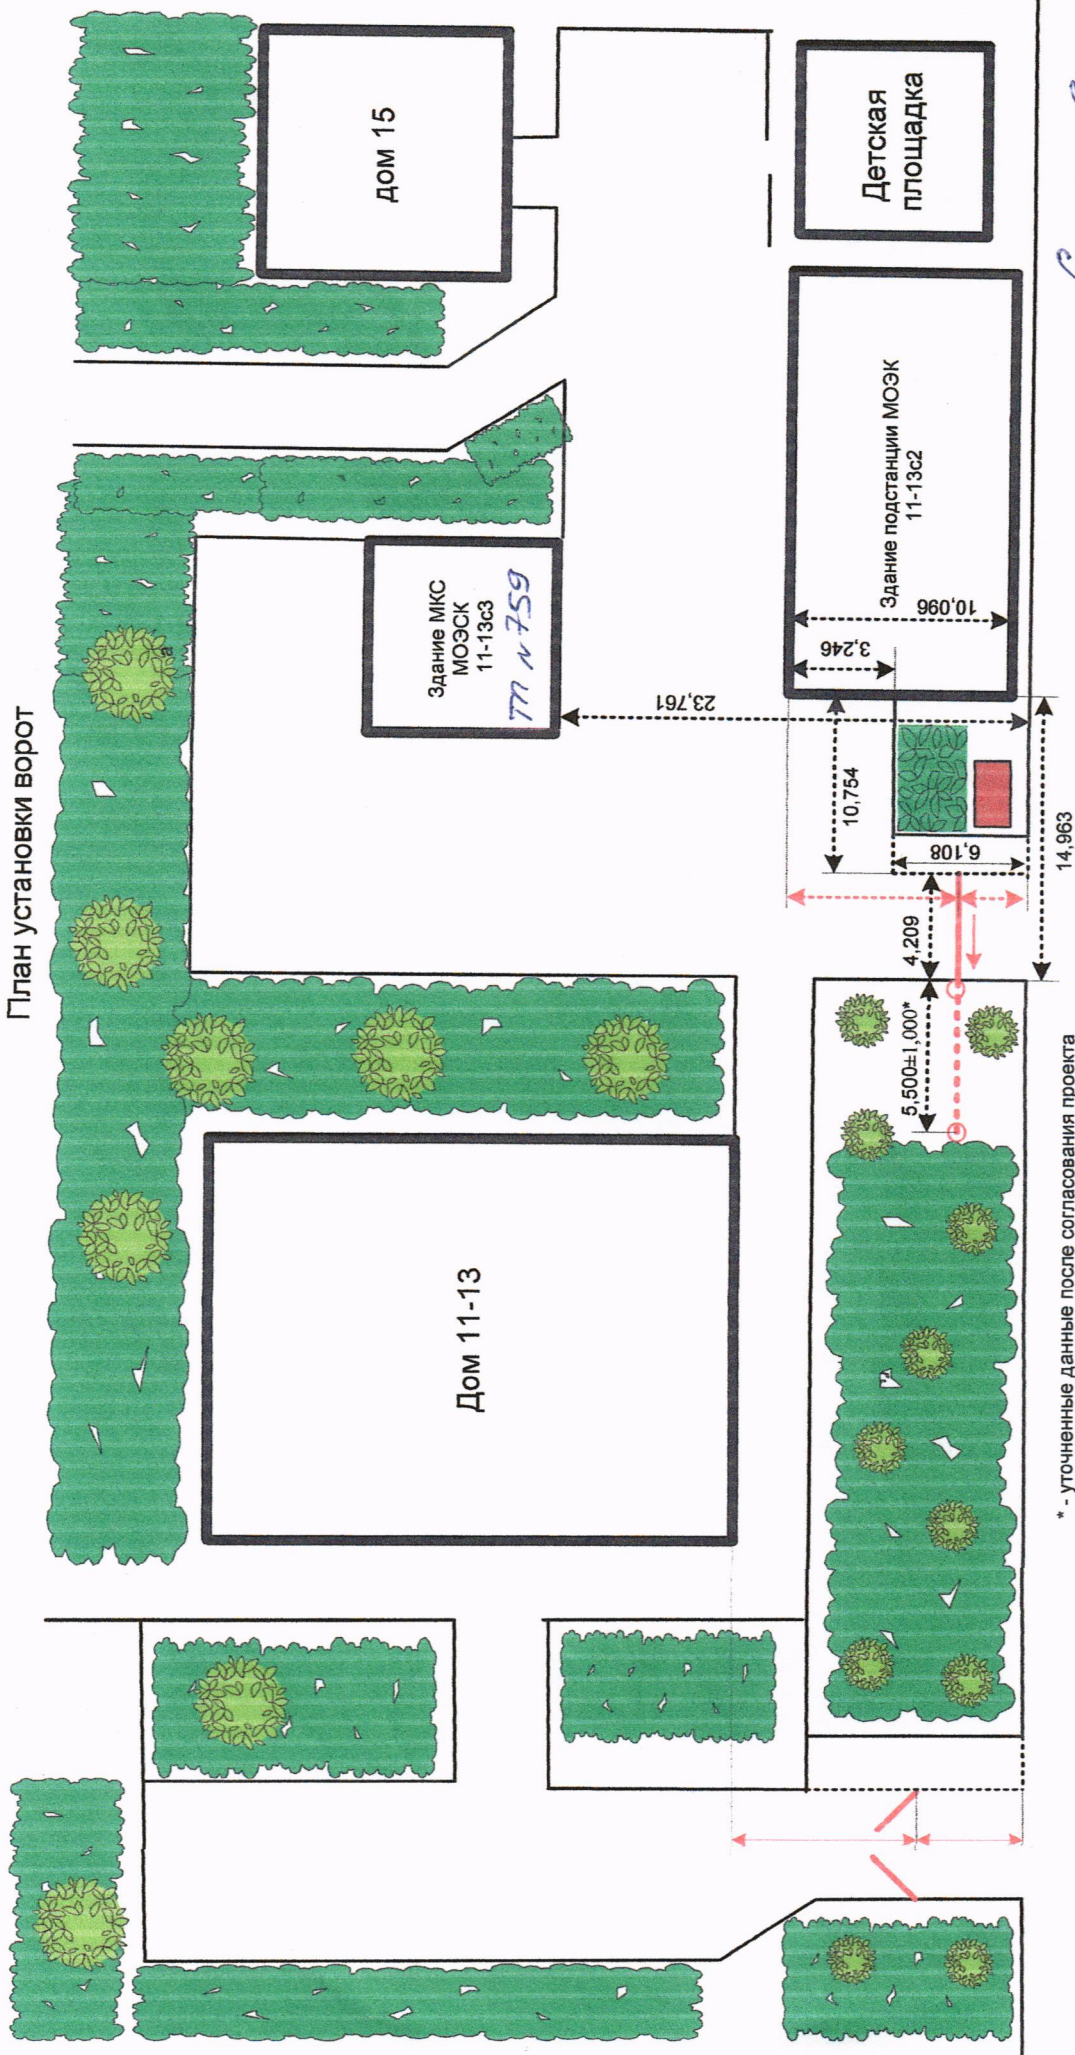 План установки ворот
дом 15
Детская
площадка
Здание МКС
МОЭСК
11-13с3
ТП N 759
Здание подстанции МОЭК
11-13с2
10,096
3,246
23,761
10,754
6,108
14,963
4,209
5,500±1,000*
а
Дом 11-13
* - уточненные данные после согласования проекта